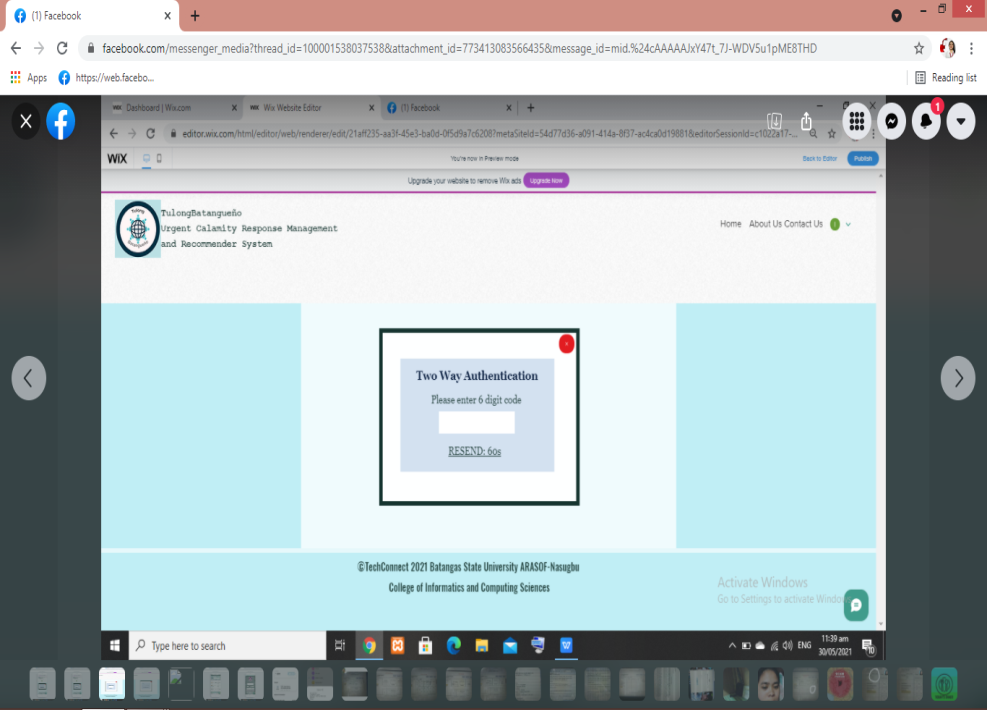 (1) Facebook
facebook.com/messenger_media?thread_id=100001538037538&attachment_id=773413083566435&message_id=mid.%24cAAAAAJxY47t_7J-WDV5u1pME8THD
Apps https://web.facebo...
Reading list
Dashboard | Wix.com
Wix Website Editor
(1) Facebook
1
editor.wix.com/html/editor/web/renderer/edit/21aff235-aa3f-45e3-ba0d-0f5d9a7c6208?metaSiteId=54d77d36-a091-414a-8f37-ac4ca0d19881&editorSessionId=c1022a17-...
WIX
You're now in Preview mode
Back to Editor
Publish
Upgrade your website to remove Wix ads Upgrade Now
TulongBatangueño
Urgent Calamity Response Management
and Recommender System
Home About Us Contact Us
Two Way Authentication
Please enter 6 digit code
RESEND: 60s
©TechConnect 2021 Batangas State University ARASOF-Nasugbu
College of Informatics and Computing Sciences
Activate Windows
Go to Settings to activate Windo
Type here to search
ENG
11:39 am
30/05/2021